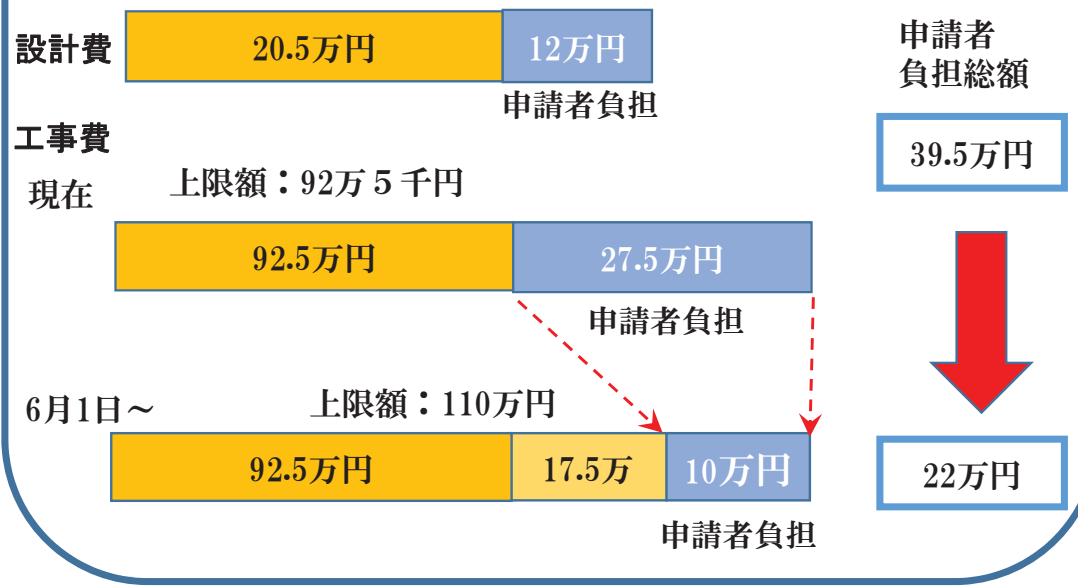 設計費
20.5万円
12万円
申請者負担
申請者
負担総額
39.5万円
工事費
現在
上限額：92万５千円
92.5万円
27.5万円
申請者負担
6月1日～
上限額：110万円
92.5万円
17.5万
10万円
申請者負担
22万円